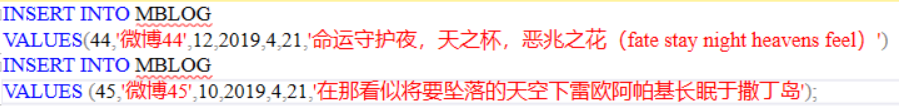 INSERT INTO MBLOG
VALUES(44,'微博44',12,2019,4,21,'命运守护夜，天之杯，恶兆之花（fate stay night heavens feel）')
INSERT INTO MBLOG
VALUES (45,'微博45',10,2019,4,21,'在那看似将要坠落的天空下雷欧阿帕基长眠于撒丁岛');